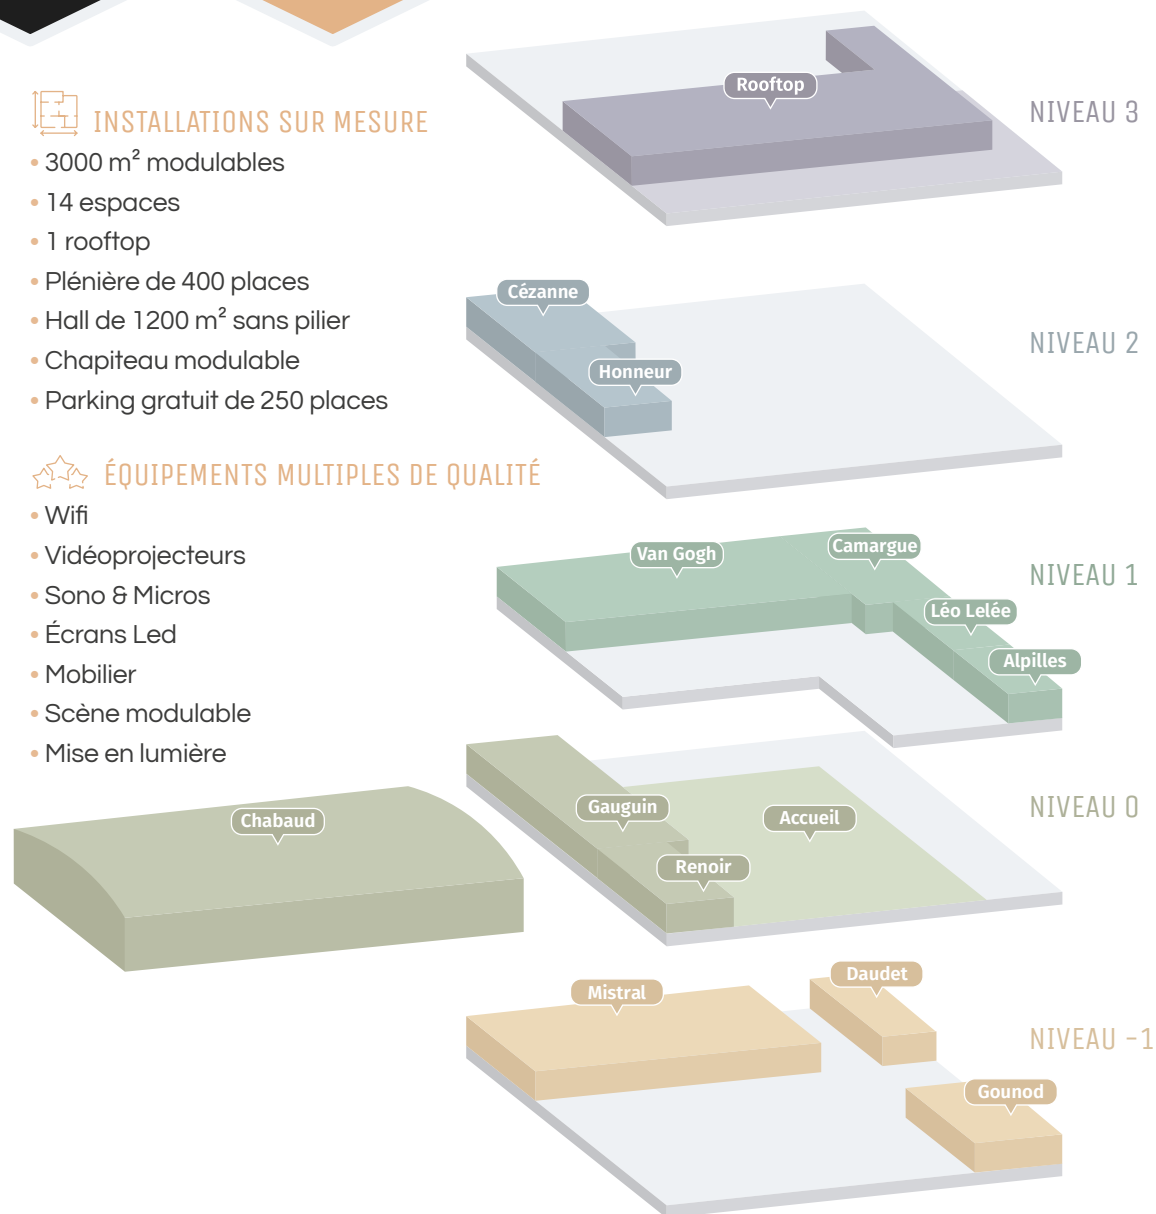 INSTALLATIONS SUR MESURE
• 3000 m² modulables
• 14 espaces
• 1 rooftop
• Plénière de 400 places
• Hall de 1200 m² sans pilier
• Chapiteau modulable
• Parking gratuit de 250 places
ÉQUIPEMENTS MULTIPLES DE QUALITÉ
• Wifi
• Vidéoprojecteurs
• Sono & Micros
• Écrans Led
• Mobilier
• Scène modulable
• Mise en lumière
Rooftop
NIVEAU 3
Cézanne
Honneur
NIVEAU 2
Van Gogh
Camargue
Léo Lelée
Alpilles
NIVEAU 1
Chabaud
Gauguin
Renoir
Accueil
NIVEAU 0
Mistral
Daudet
Gounod
NIVEAU -1